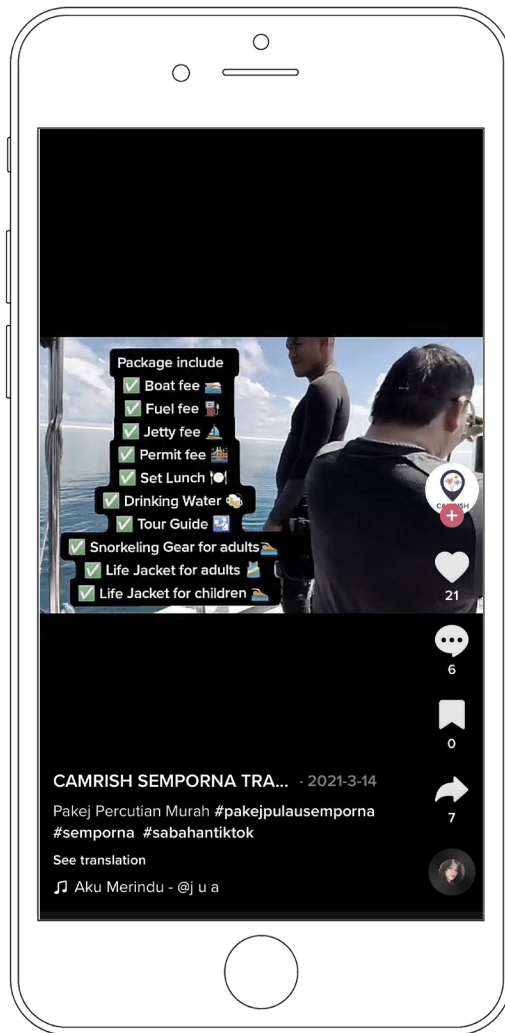 Package include
✅ Boat fee 🚤
✅ Fuel fee ⛽
✅ Jetty fee ⛵
✅ Permit fee
✅ Set Lunch 🍽
✅ Drinking Water
✅ Tour Guide
✅ Snorkeling Gear for adults 🏊
✅ Life Jacket for adults
✅ Life Jacket for children 🏊
CAMRISH
21
6
0
7
CAMRISH SEMPORNA TRA... · 2021-3-14
Pakej Percutian Murah #pakejpulausemporna
#semporna #sabahantiktok
See translation
Aku Merindu - @j u a